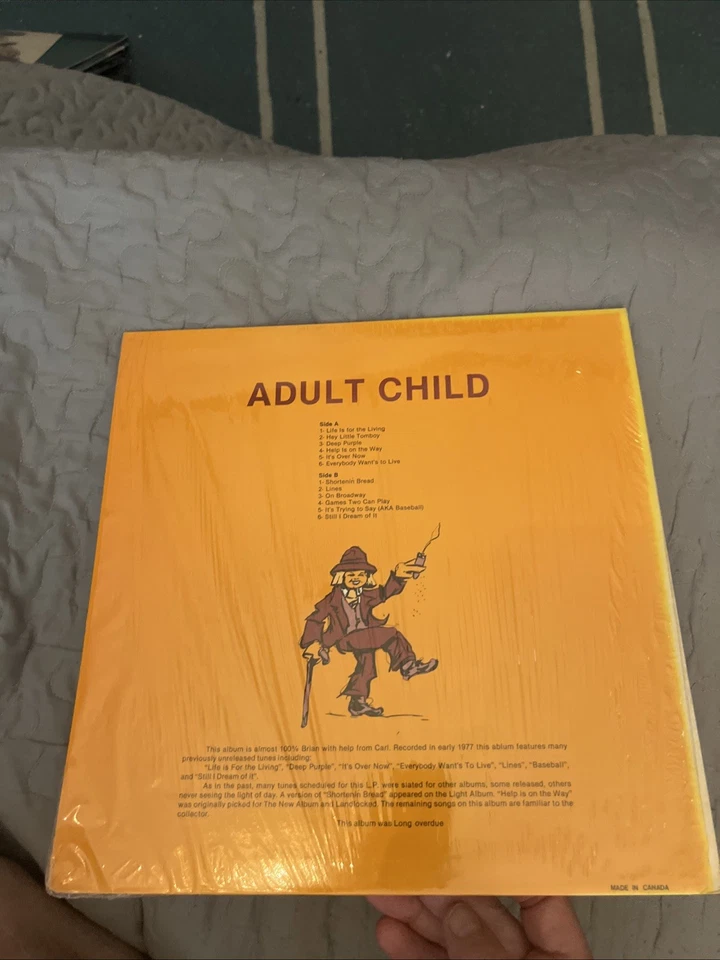 ADULT CHILD
Side A
1- Life Is for the Living
2- Hey Little Tomboy
3- Deep Purple
4- Help is on the Way
5- It's Over Now
6- Everybody Want's to Live
Side B
1- Shortenin Bread
2- Lines
3- On Broadway
4- Games Two Can Play
5- It's Trying to Say (AKA Baseball)
6- Still I Dream of It
This album is almost 100% Brian with help from Carl. Recorded in early 1977 this ablum features many
previously unreleased tunes including:
"Life is For the Living", "Deep Purple", "It's Over Now", "Everybody Want's To Live", "Lines", "Baseball",
and "Still I Dream of It".
As in the past, many tunes scheduled for this L.P. were slated for other albums, some released, others
never seeing the light of day. A version of "Shortenin Bread" appeared on the Light Album. "Help is on the Way"
was originally picked for The New Album and Landlocked. The remaining songs on this album are familiar to the
collector.
This album was Long overdue
MADE IN CANADA